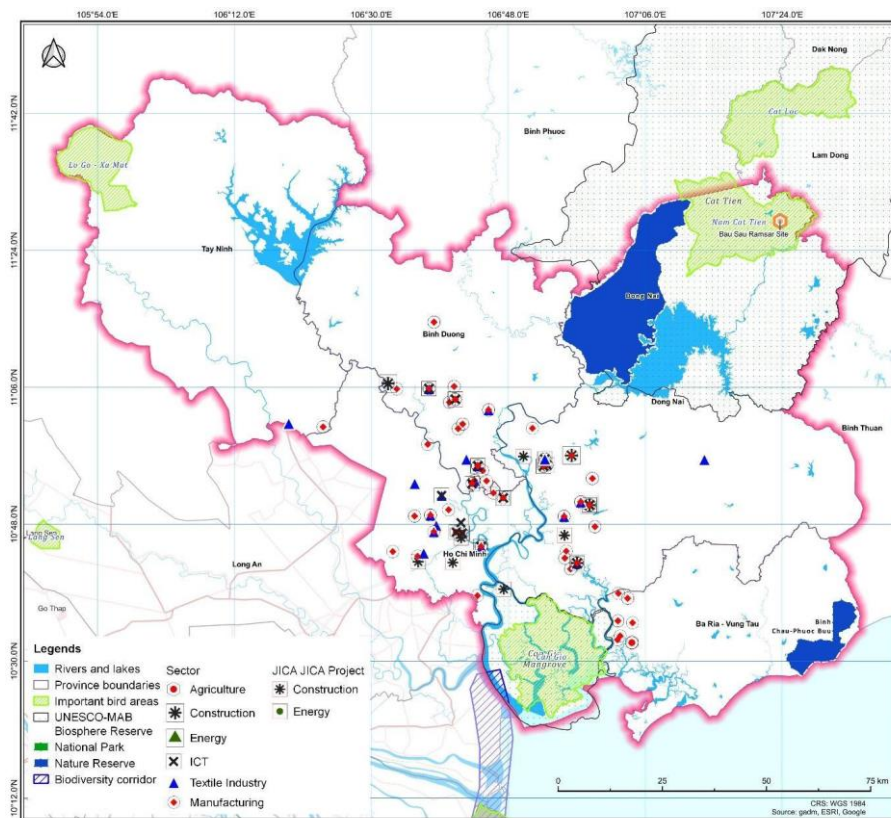 105°54.0'E 106°12.0'E 106°30.0'E 106°48.0'E 107°06.0'E 107°24.0'E
11°42.0'N
11°24.0'N
11°06.0'N
10°48.0'N
10°30.0'N
10°12.0'N
Dak Nong
Cat Loc
Binh Phuoc
Lam Dong
Lo Go - Xa Mat
Cat Tien
Nam Cat Tien
Bau Sau Ramsar Site
Tay Ninh
Dong Nai
Binh Duong
Dong Nai
Binh Thuan
Lang Sen
Lang Sen
Ho Chi Minh
Long An
Go Thap
Ba Ria - Vung Tau
Binh
Chau-Phuoc Buu
Can Gio
Can Gio
Mangrove
Legends
Rivers and lakes
Province boundaries
Important bird areas
UNESCO-MAB
Biosphere Reserve
National Park
Nature Reserve
Biodiversity corridor
Sector
Agriculture
Construction
Energy
ICT
Textile Industry
Manufacturing
JICA JICA Project
Construction
Energy
0 25 50 75 km
CRS: WGS 1984
Source: gadm, ESRI, Google